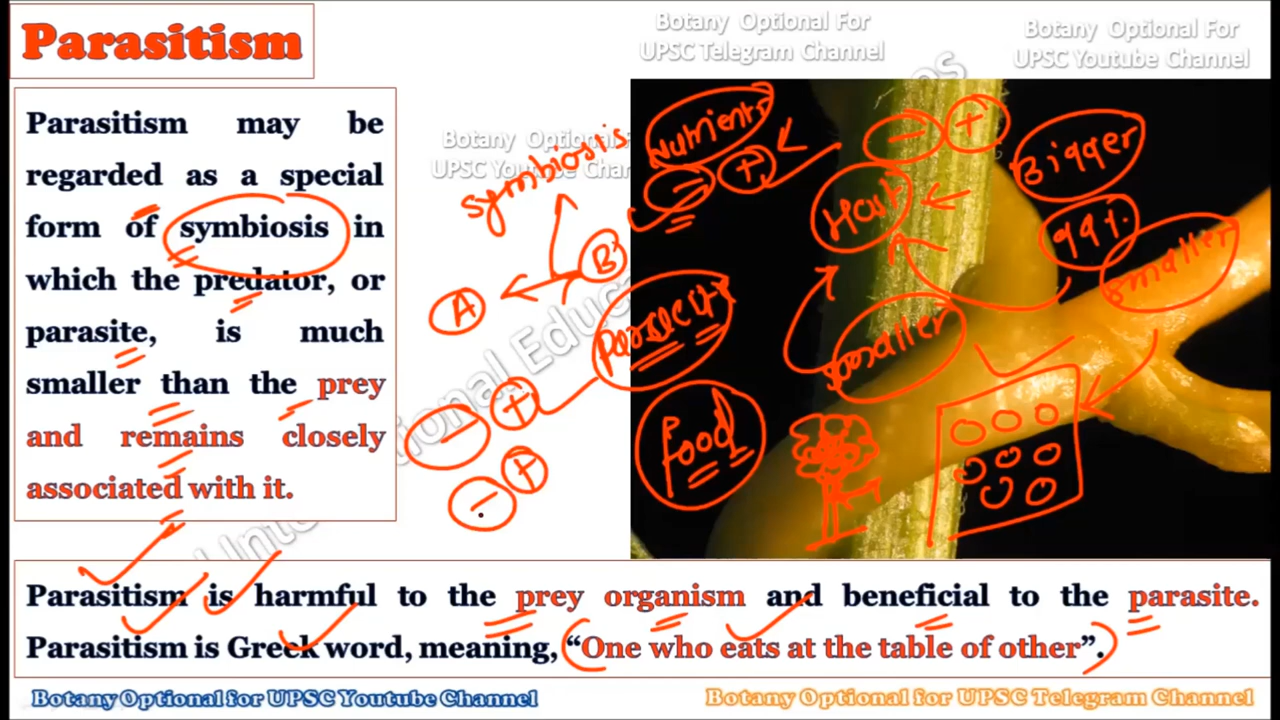 Parasitism
Botany Optional For
UPSC Telegram Channel
Botany Optional For
UPSC Youtube Channel
Parasitism may be
regarded as a special
form of symbiosis in
which the predator, or
parasite, is much
smaller than the prey
and remains closely
associated with it.
Botany Optional
UPSC Youtube Chan
symbiosis
A
B
Nutrients
Host
Bigger
99%
smaller
smaller
Food
− +
− +
− +
− +
Parasitism is harmful to the prey organism and beneficial to the parasite.
Parasitism is Greek word, meaning, “One who eats at the table of other”.
Botany Optional for UPSC Youtube Channel
Botany Optional for UPSC Telegram Channel